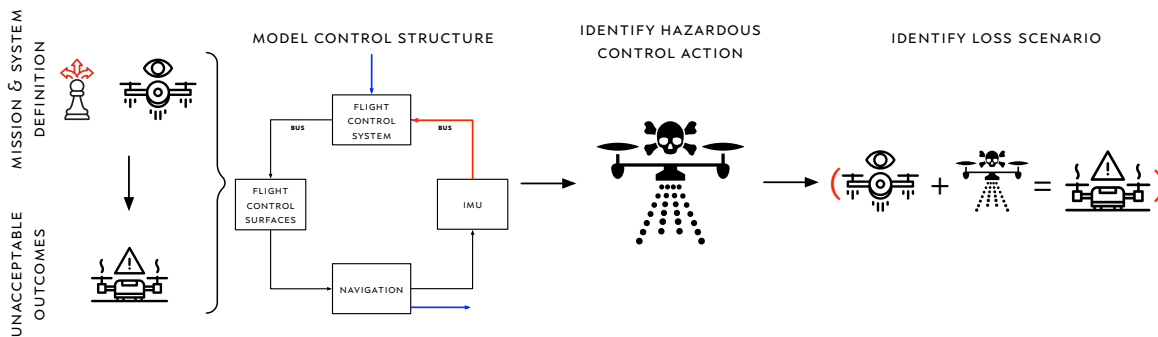 MISSION & SYSTEM
DEFINITION
UNACCEPTABLE
OUTCOMES
MODEL CONTROL STRUCTURE
FLIGHT
CONTROL
SYSTEM
BUS
BUS
FLIGHT
CONTROL
SURFACES
IMU
NAVIGATION
IDENTIFY HAZARDOUS
CONTROL ACTION
IDENTIFY LOSS SCENARIO
( + = )